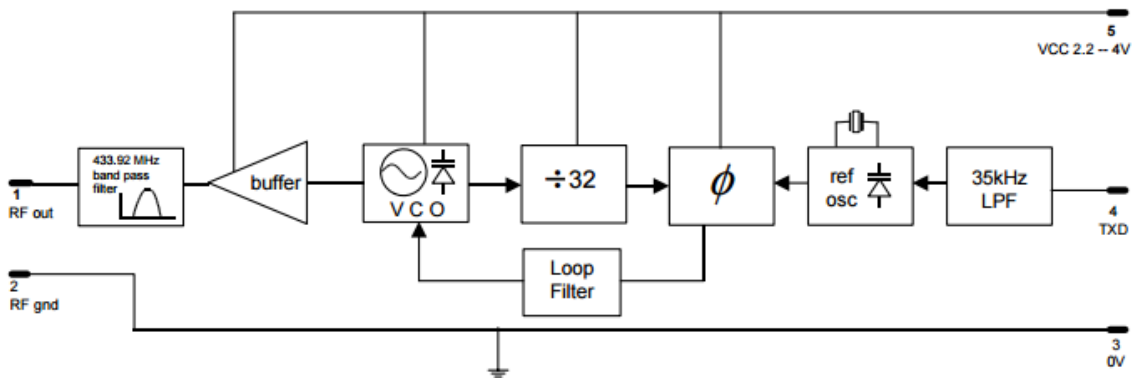 5
VCC 2.2 -- 4V
433.92 MHz
band pass
filter
buffer
V C O
÷32
ϕ
ref
osc
35kHz
LPF
1
RF out
4
TXD
Loop
Filter
2
RF gnd
3
0V